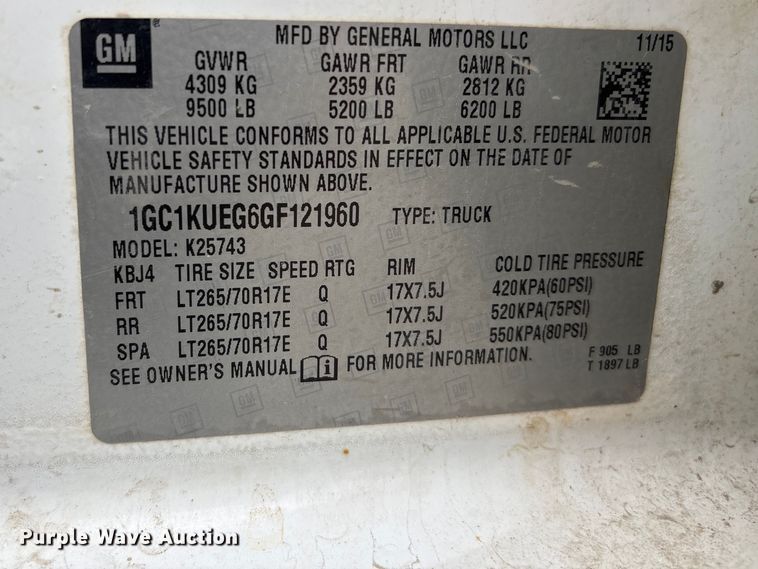 GM
MFD BY GENERAL MOTORS LLC 11/15
GVWR GAWR FRT GAWR RR
4309 KG 2359 KG 2812 KG
9500 LB 5200 LB 6200 LB
THIS VEHICLE CONFORMS TO ALL APPLICABLE U.S. FEDERAL MOTOR
VEHICLE SAFETY STANDARDS IN EFFECT ON THE DATE OF
MANUFACTURE SHOWN ABOVE.
1GC1KUEG6GF121960 TYPE: TRUCK
MODEL: K25743
KBJ4 TIRE SIZE SPEED RTG RIM COLD TIRE PRESSURE
FRT LT265/70R17E Q 17X7.5J 420KPA(60PSI)
RR LT265/70R17E Q 17X7.5J 520KPA(75PSI)
SPA LT265/70R17E Q 17X7.5J 550KPA(80PSI)
SEE OWNER'S MANUAL i FOR MORE INFORMATION.
F 905 LB
T 1897 LB
Purple Wave Auction